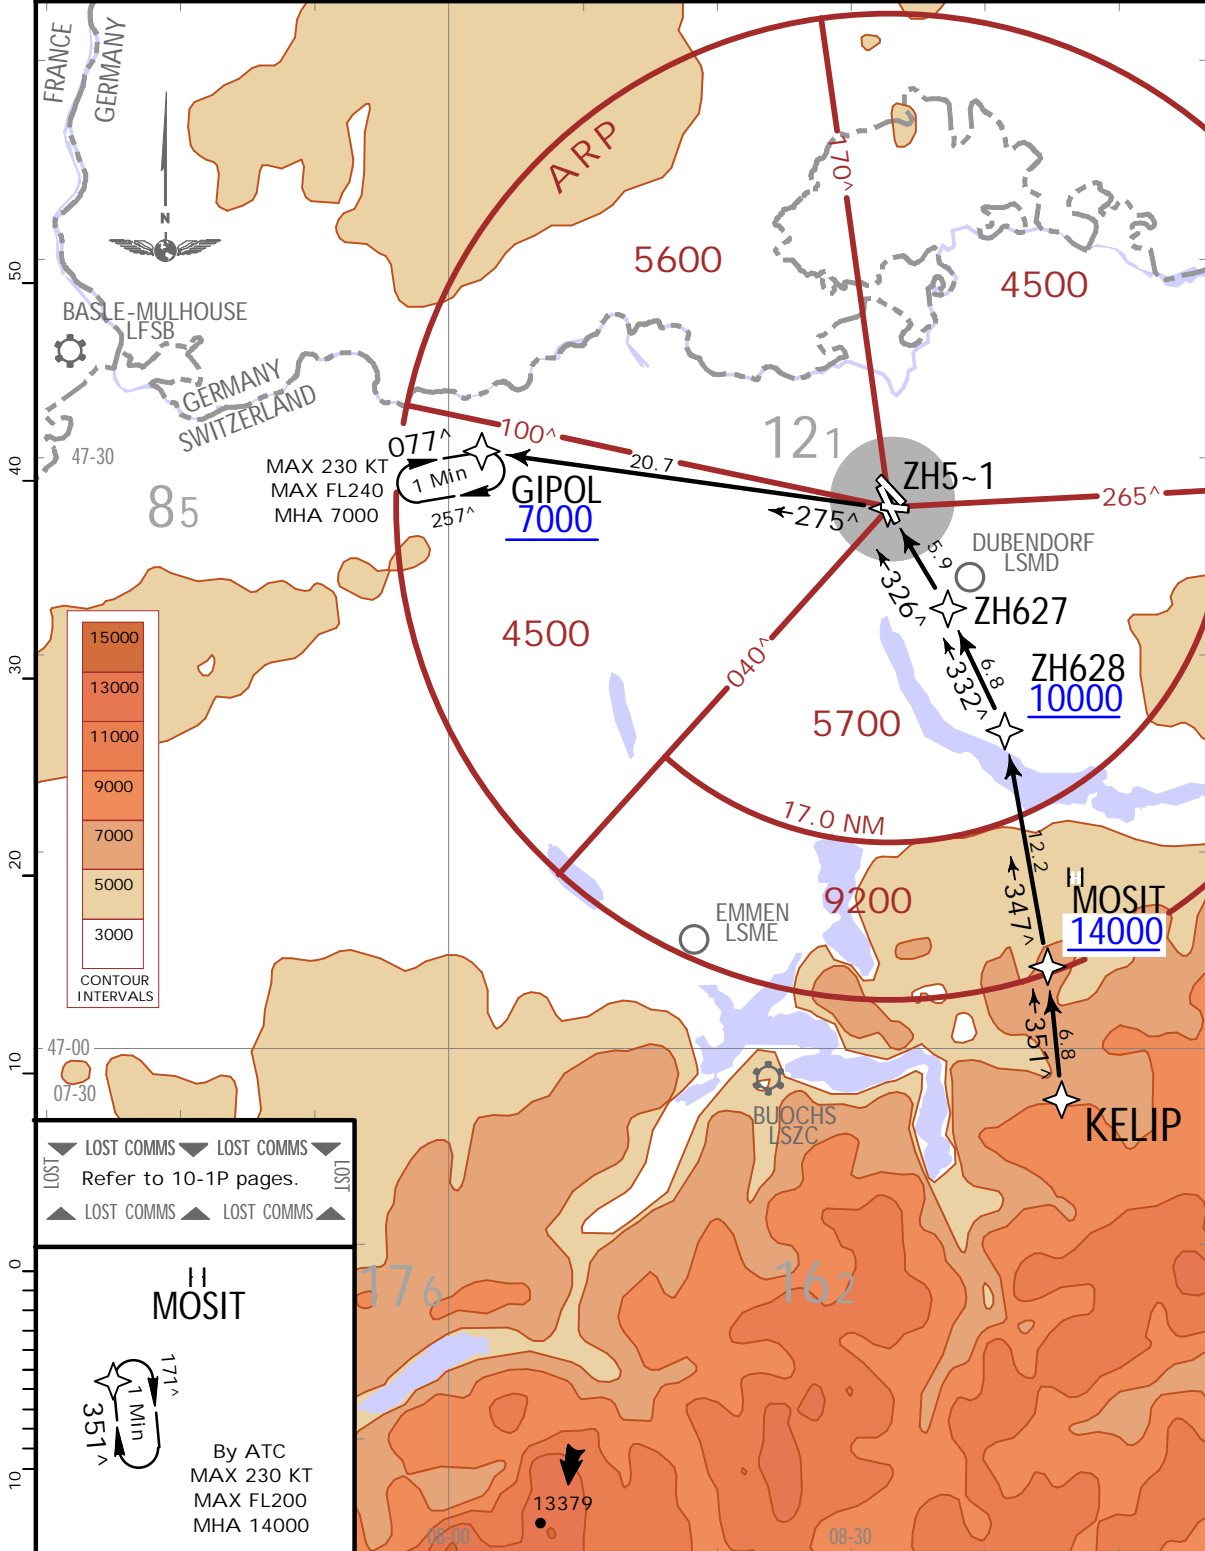 FRANCE
GERMANY
ARP
170^
N
5600
4500
50
BASLE-MULHOUSE
LFSB
GERMANY
SWITZERLAND
077^
100^
121
40
47-30
MAX 230 KT
MAX FL240
MHA 7000
1 Min
257^
20.7
GIPOL
7000
ZH5~1
265^
275^
85
5.9
DUBENDORF
LSMD
326^
ZH627
15000
13000
11000
9000
7000
5000
3000
CONTOUR
INTERVALS
4500
040^
30
332^
6.8
ZH628
10000
5700
17.0 NM
20
12.2
347^
H
MOSIT
14000
9200
EMMEN
LSME
351^
6.8
47-00
10
07-30
BUOCHS
LSZC
KELIP
LOST COMMS LOST COMMS
LOST
Refer to 10-1P pages.
LOST
LOST COMMS LOST COMMS
0
176
162
H
MOSIT
171^
1 Min
351^
By ATC
MAX 230 KT
MAX FL200
MHA 14000
10
13379
08-00
08-30